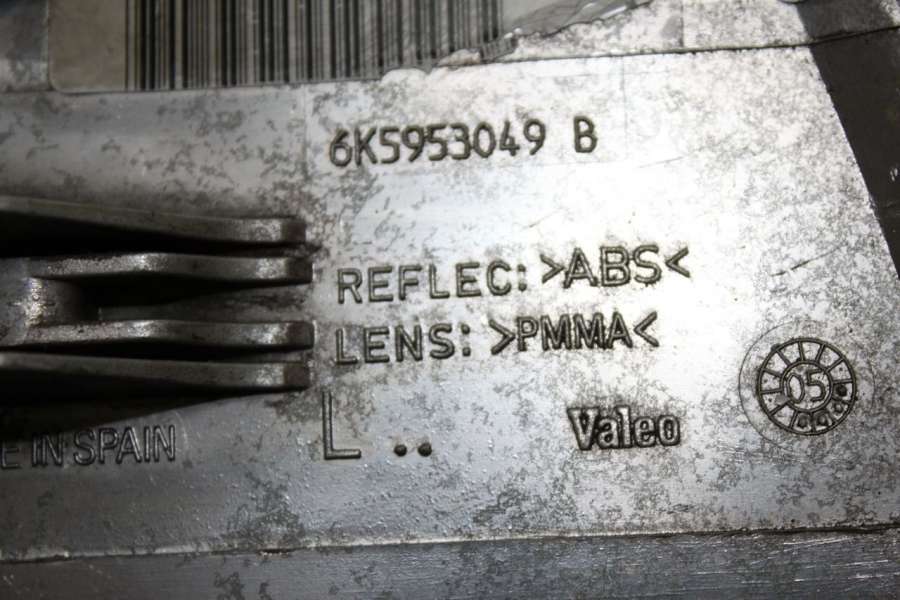 6K5953049 B
REFLEC: >ABS<
LENS: >PMMA<
L..
Valeo
05
E IN SPAIN